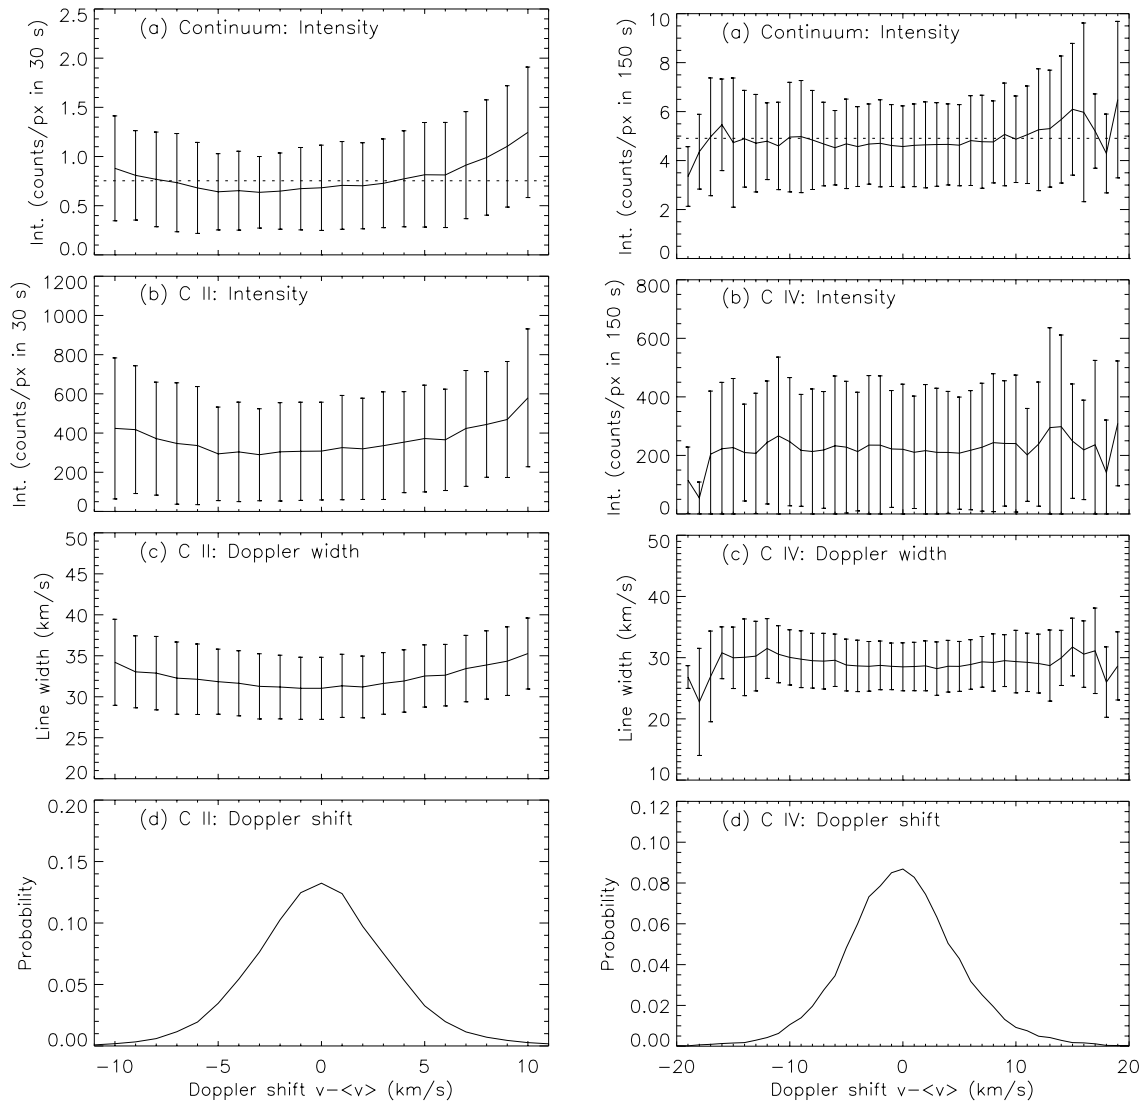 (a) Continuum: Intensity
Int. (counts/px in 30 s)
2.5
2.0
1.5
1.0
0.5
0.0
(b) C II: Intensity
Int. (counts/px in 30 s)
1200
1000
800
600
400
200
0
(c) C II: Doppler width
Line width (km/s)
50
45
40
35
30
25
20
(d) C II: Doppler shift
Probability
0.20
0.15
0.10
0.05
0.00
−10 −5 0 5 10
Doppler shift v−<v> (km/s)
(a) Continuum: Intensity
Int. (counts/px in 150 s)
10
8
6
4
2
0
(b) C IV: Intensity
Int. (counts/px in 150 s)
800
600
400
200
0
(c) C IV: Doppler width
Line width (km/s)
50
40
30
20
10
(d) C IV: Doppler shift
Probability
0.12
0.10
0.08
0.06
0.04
0.02
0.00
−20 −10 0 10 20
Doppler shift v−<v> (km/s)